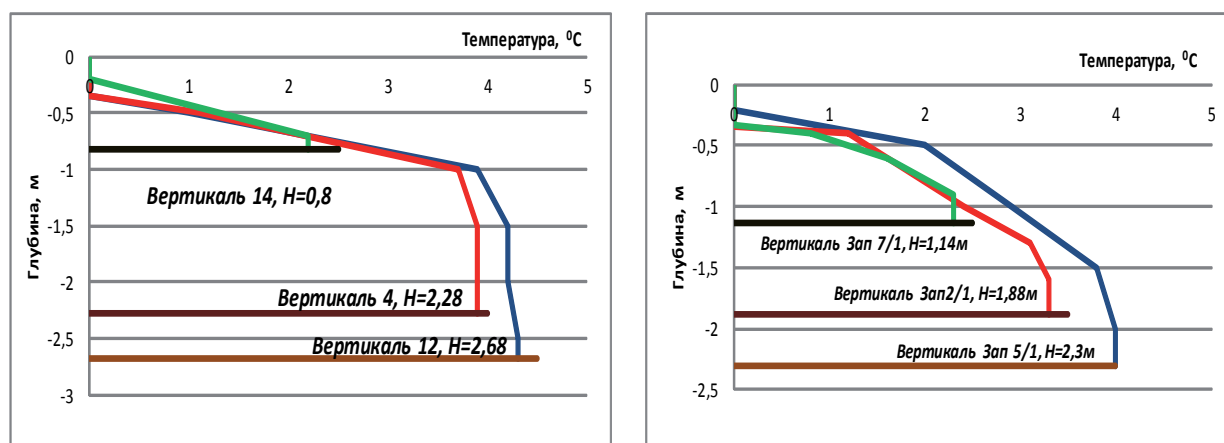 Температура, ⁰С
0
0 1 2 3 4 5
-0,5
-1
-1,5
-2
-2,5
-3
Глубина, м
Вертикаль 14, Н=0,8
Вертикаль 4, Н=2,28
Вертикаль 12, Н=2,68
Температура, ⁰С
0
0 1 2 3 4 5
-0,5
-1
-1,5
-2
-2,5
Глубина, м
Вертикаль Зап 7/1, Н=1,14м
Вертикаль Зап2/1, Н=1,88м
Вертикаль Зап 5/1, Н=2,3м